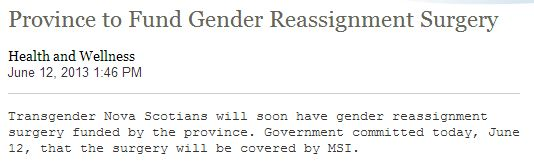 Province to Fund Gender Reassignment Surgery
Health and Wellness
June 12, 2013 1:46 PM
Transgender Nova Scotians will soon have gender reassignment
surgery funded by the province. Government committed today, June
12, that the surgery will be covered by MSI.